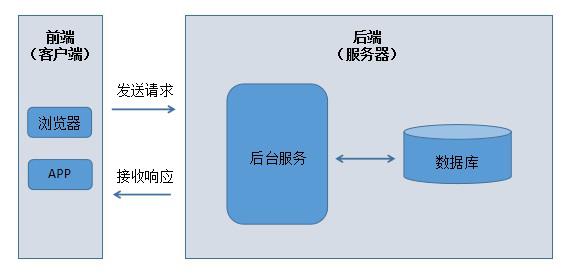 前端
（客户端）
浏览器
APP
发送请求
接收响应
后端
（服务器）
后台服务
数据库